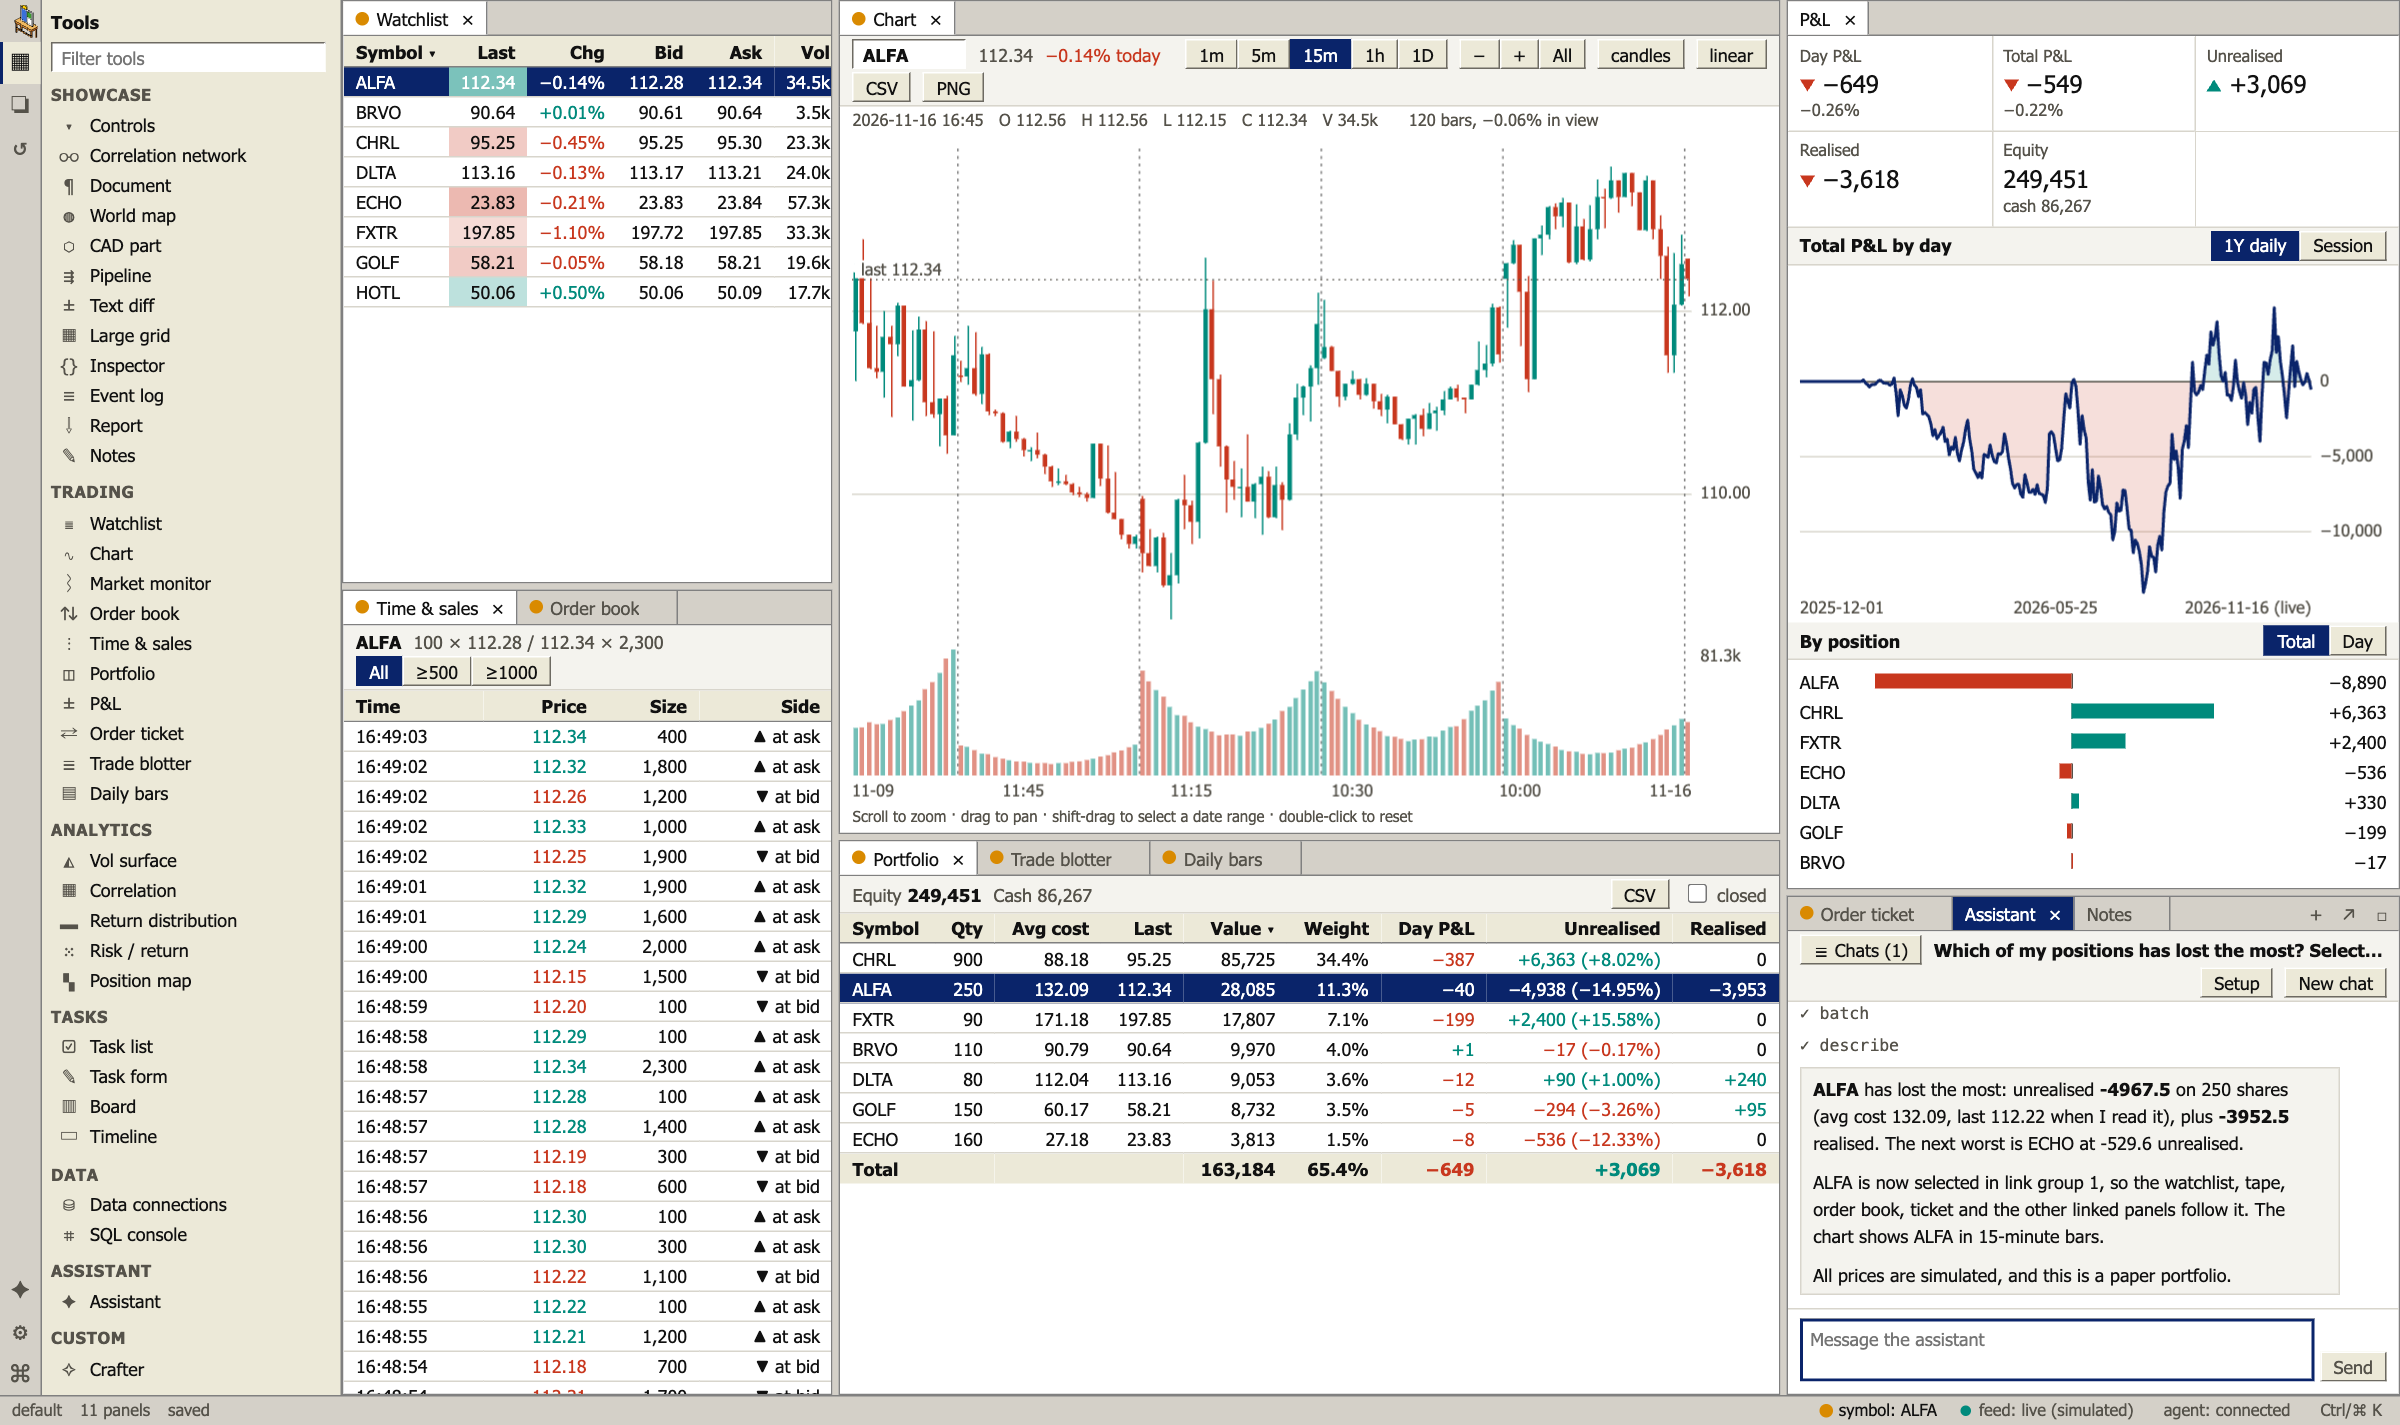 Tools
Filter tools
SHOWCASE
Controls
Correlation network
Document
World map
CAD part
Pipeline
Text diff
Large grid
Inspector
Event log
Report
Notes
TRADING
Watchlist
Chart
Market monitor
Order book
Time & sales
Portfolio
P&L
Order ticket
Trade blotter
Daily bars
ANALYTICS
Vol surface
Correlation
Return distribution
Risk / return
Position map
TASKS
Task list
Task form
Board
Timeline
DATA
Data connections
SQL console
ASSISTANT
Assistant
CUSTOM
Crafter
Watchlist ×
Symbol ▾ Last Chg Bid Ask Vol
ALFA 112.34 −0.14% 112.28 112.34 34.5k
BRVO 90.64 +0.01% 90.61 90.64 3.5k
CHRL 95.25 −0.45% 95.25 95.30 23.3k
DLTA 113.16 −0.13% 113.17 113.21 24.0k
ECHO 23.83 −0.21% 23.83 23.84 57.3k
FXTR 197.85 −1.10% 197.72 197.85 33.3k
GOLF 58.21 −0.05% 58.18 58.21 19.6k
HOTL 50.06 +0.50% 50.06 50.09 17.7k
Time & sales × Order book
ALFA 100 × 112.28 / 112.34 × 2,300
All ≥500 ≥1000
Time Price Size Side
16:49:03 112.34 400 ▲ at ask
16:49:02 112.32 1,800 ▲ at ask
16:49:02 112.26 1,200 ▼ at bid
16:49:02 112.33 1,000 ▲ at ask
16:49:02 112.25 1,900 ▼ at bid
16:49:01 112.32 1,900 ▲ at ask
16:49:01 112.29 1,600 ▲ at ask
16:49:00 112.24 2,000 ▲ at ask
16:49:00 112.15 1,500 ▼ at bid
16:48:59 112.20 100 ▼ at bid
16:48:58 112.29 100 ▲ at ask
16:48:58 112.34 2,300 ▲ at ask
16:48:57 112.28 100 ▲ at ask
16:48:57 112.28 1,400 ▲ at ask
16:48:57 112.19 300 ▼ at bid
16:48:57 112.18 600 ▼ at bid
16:48:56 112.30 100 ▲ at ask
16:48:56 112.30 300 ▲ at ask
16:48:56 112.22 1,100 ▼ at bid
16:48:55 112.22 100 ▲ at ask
16:48:55 112.21 1,200 ▲ at ask
16:48:54 112.18 700 ▼ at bid
Chart ×
ALFA 112.34 −0.14% today 1m 5m 15m 1h 1D − + All candles linear
CSV PNG
2026-11-16 16:45 O 112.56 H 112.56 L 112.15 C 112.34 V 34.5k 120 bars, −0.06% in view
last 112.34
112.00
110.00
81.3k
11-09 11:45 11:15 10:30 10:00 11-16
Scroll to zoom · drag to pan · shift-drag to select a date range · double-click to reset
Portfolio × Trade blotter Daily bars
Equity 249,451 Cash 86,267 CSV closed
Symbol Qty Avg cost Last Value ▾ Weight Day P&L Unrealised Realised
CHRL 900 88.18 95.25 85,725 34.4% −387 +6,363 (+8.02%) 0
ALFA 250 132.09 112.34 28,085 11.3% −40 −4,938 (−14.95%) −3,953
FXTR 90 171.18 197.85 17,807 7.1% −199 +2,400 (+15.58%) 0
BRVO 110 90.79 90.64 9,970 4.0% +1 −17 (−0.17%) 0
DLTA 80 112.04 113.16 9,053 3.6% −12 +90 (+1.00%) +240
GOLF 150 60.17 58.21 8,732 3.5% −5 −294 (−3.26%) +95
ECHO 160 27.18 23.83 3,813 1.5% −8 −536 (−12.33%) 0
Total 163,184 65.4% −649 +3,069 −3,618
P&L ×
Day P&L Total P&L Unrealised
▼ −649 ▼ −549 ▲ +3,069
−0.26% −0.22%
Realised Equity
▼ −3,618 249,451
cash 86,267
Total P&L by day 1Y daily Session
0
−5,000
−10,000
2025-12-01 2026-05-25 2026-11-16 (live)
By position Total Day
ALFA −8,890
CHRL +6,363
FXTR +2,400
ECHO −536
DLTA +330
GOLF −199
BRVO −17
Order ticket Assistant × Notes
≡ Chats (1) Which of my positions has lost the most? Select...
Setup New chat
✓ batch
✓ describe
ALFA has lost the most: unrealised -4967.5 on 250 shares
(avg cost 132.09, last 112.22 when I read it), plus -3952.5
realised. The next worst is ECHO at -529.6 unrealised.
ALFA is now selected in link group 1, so the watchlist, tape,
order book, ticket and the other linked panels follow it. The
chart shows ALFA in 15-minute bars.
All prices are simulated, and this is a paper portfolio.
Message the assistant
Send
default 11 panels saved
symbol: ALFA feed: live (simulated) agent: connected Ctrl/⌘ K